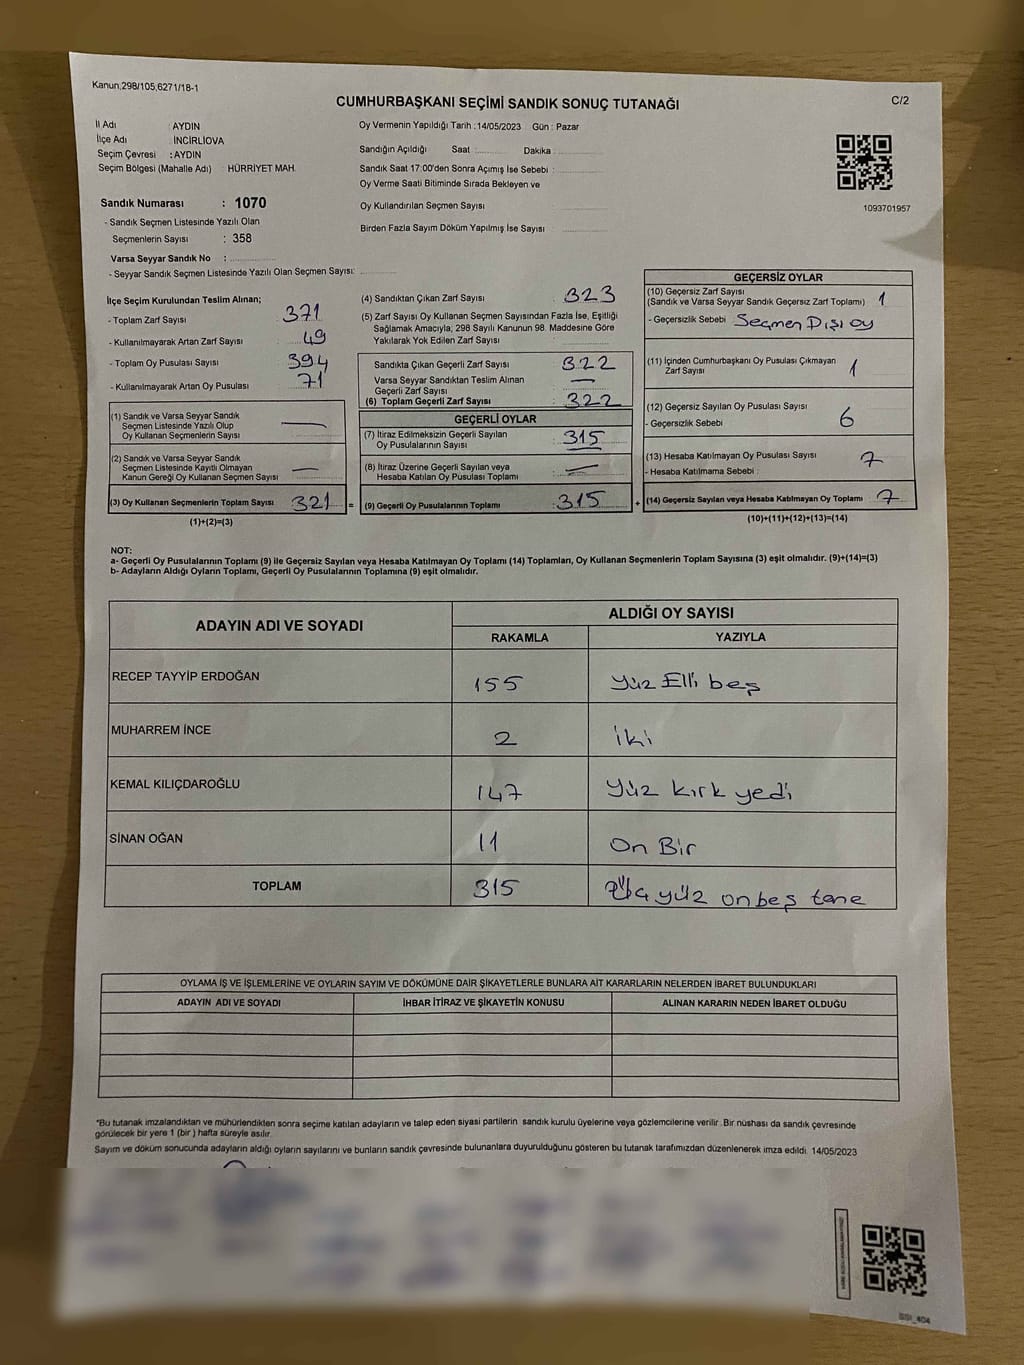 Kanun,298/105,6271/18-1
CUMHURBAŞKANI SEÇİMİ SANDIK SONUÇ TUTANAĞI
C/2
İl Adı : AYDIN
İlçe Adı : İNCİRLİOVA
Seçim Çevresi : AYDIN
Seçim Bölgesi (Mahalle Adı) HÜRRİYET MAH.
Sandık Numarası : 1070
- Sandık Seçmen Listesinde Yazılı Olan
Seçmenlerin Sayısı : 358
Varsa Seyyar Sandık No :
- Seyyar Sandık Seçmen Listesinde Yazılı Olan Seçmen Sayısı:
Oy Vermenin Yapıldığı Tarih : 14/05/2023 Gün : Pazar
Sandığın Açıldığı Saat : Dakika :
Sandık Saat 17:00'den Sonra Açımış İse Sebebi :
Oy Verme Saati Bitiminde Sırada Bekleyen ve
Oy Kullandırılan Seçmen Sayısı
Birden Fazla Sayım Döküm Yapılmış İse Sayısı
1093701957
İlçe Seçim Kurulundan Teslim Alınan;
- Toplam Zarf Sayısı 371
- Kullanılmayarak Artan Zarf Sayısı 49
- Toplam Oy Pusulası Sayısı 394
- Kullanılmayarak Artan Oy Pusulası 71
(1) Sandık ve Varsa Seyyar Sandık
Seçmen Listesinde Yazılı Olup
Oy Kullanan Seçmenlerin Sayısı —
(2) Sandık ve Varsa Seyyar Sandık
Seçmen Listesinde Kayıtlı Olmayan
Kanun Gereği Oy Kullanan Seçmen Sayısı —
(3) Oy Kullanan Seçmenlerin Toplam Sayısı 321 =
(1)+(2)=(3)
(4) Sandıktan Çıkan Zarf Sayısı : 323
(5) Zarf Sayısı Oy Kullanan Seçmen Sayısından Fazla İse, Eşitliği
Sağlamak Amacıyla, 298 Sayılı Kanunun 98. Maddesine Göre
Yakılarak Yok Edilen Zarf Sayısı :
Sandıkta Çıkan Geçerli Zarf Sayısı : 322
Varsa Seyyar Sandıktan Teslim Alınan
Geçerli Zarf Sayısı : —
(6) Toplam Geçerli Zarf Sayısı : 322
GEÇERLİ OYLAR
(7) İtiraz Edilmeksizin Geçerli Sayılan
Oy Pusulalarının Sayısı : 315
(8) İtiraz Üzerine Geçerli Sayılan veya
Hesaba Katılan Oy Pusulası Toplamı : —
(9) Geçerli Oy Pusulalarının Toplamı : 315 +
GEÇERSİZ OYLAR
(10) Geçersiz Zarf Sayısı
(Sandık ve Varsa Seyyar Sandık Geçersiz Zarf Toplamı) 1
- Geçersizlik Sebebi Seçmen Dışı oy
(11) İçinden Cumhurbaşkanı Oy Pusulası Çıkmayan
Zarf Sayısı 1
(12) Geçersiz Sayılan Oy Pusulası Sayısı 6
- Geçersizlik Sebebi
(13) Hesaba Katılmayan Oy Pusulası Sayısı 7
- Hesaba Katılmama Sebebi :
(14) Geçersiz Sayılan veya Hesaba Katılmayan Oy Toplamı 7
(10)+(11)+(12)+(13)=(14)
NOT:
a- Geçerli Oy Pusulalarının Toplamı (9) ile Geçersiz Sayılan veya Hesaba Katılmayan Oy Toplamı (14) Toplamları, Oy Kullanan Seçmenlerin Toplam Sayısına (3) eşit olmalıdır. (9)+(14)=(3)
b- Adayların Aldığı Oyların Toplamı, Geçerli Oy Pusulalarının Toplamına (9) eşit olmalıdır.
ADAYIN ADI VE SOYADI
ALDIĞI OY SAYISI
RAKAMLA YAZIYLA
RECEP TAYYİP ERDOĞAN 155 Yüz Elli beş
MUHARREM İNCE 2 iki
KEMAL KILIÇDAROĞLU 147 Yüz kırk yedi
SİNAN OĞAN 11 On Bir
TOPLAM 315 yüz onbeş tane
OYLAMA İŞ VE İŞLEMLERİNE VE OYLARIN SAYIM VE DÖKÜMÜNE DAİR ŞİKAYETLERLE BUNLARA AİT KARARLARIN NELERDEN İBARET BULUNDUKLARI
ADAYIN ADI VE SOYADI İHBAR İTİRAZ VE ŞİKAYETİN KONUSU ALINAN KARARIN NEDEN İBARET OLDUĞU
*Bu tutanak imzalandıktan ve mühürlendikten sonra seçime katılan adayların ve talep eden siyasi partilerin sandık kurulu üyelerine veya gözlemcilerine verilir. Bir nüshası da sandık çevresinde
görülecek bir yere 1 (bir) hafta süreyle asılır.
Sayım ve döküm sonucunda adayların aldığı oyların sayılarını ve bunların sandık çevresinde bulunanlara duyurulduğunu gösteren bu tutanak tarafımızdan düzenlenerek imza edildi. 14/05/2023